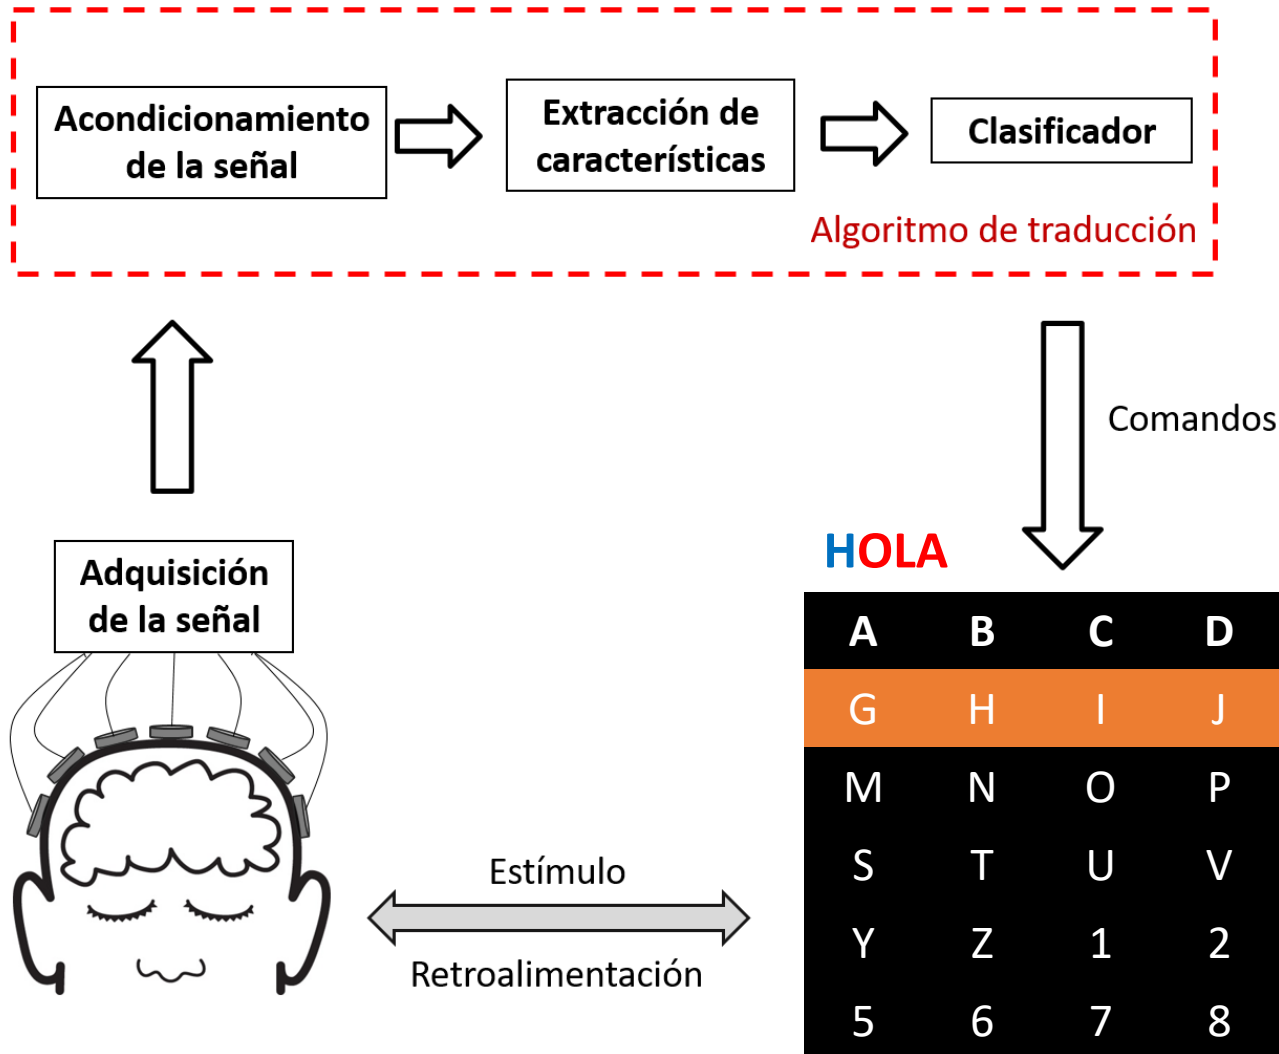 Acondicionamiento
de la señal
Extracción de
características
Clasificador
Algoritmo de traducción
Comandos
Adquisición
de la señal
HOLA
A B C D
G H I J
M N O P
S T U V
Y Z 1 2
5 6 7 8
Estímulo
Retroalimentación